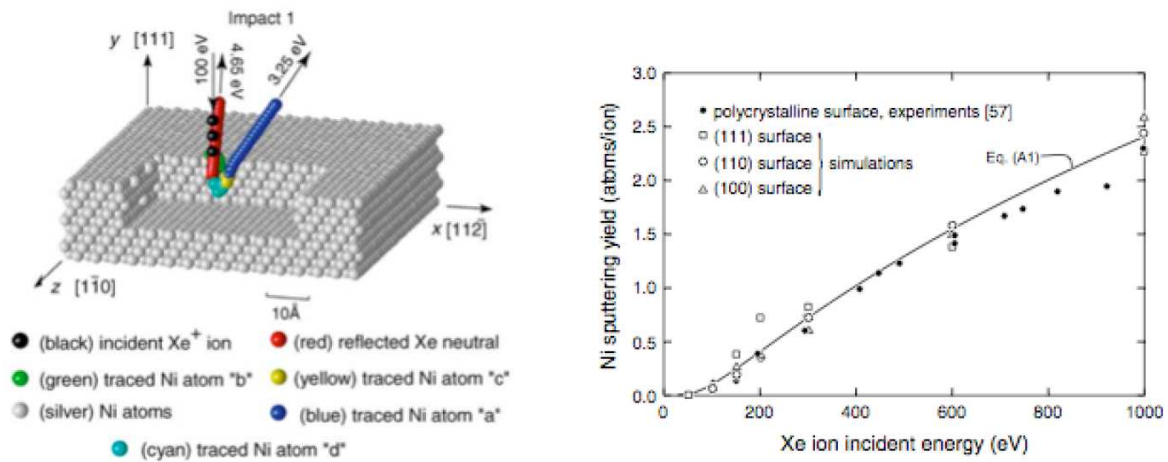 Impact 1
y [111]
100 eV
4.65 eV
3.25 eV
x [112̄]
z [11̄0]
10Å
(black) incident Xe⁺ ion
(red) reflected Xe neutral
(green) traced Ni atom "b"
(yellow) traced Ni atom "c"
(silver) Ni atoms
(blue) traced Ni atom "a"
(cyan) traced Ni atom "d"
Ni sputtering yield (atoms/ion)
3.0
2.5
2.0
1.5
1.0
0.5
0.0
polycrystalline surface, experiments [57]
(111) surface
(110) surface
(100) surface
simulations
Eq. (A1)
0 200 400 600 800 1000
Xe ion incident energy (eV)